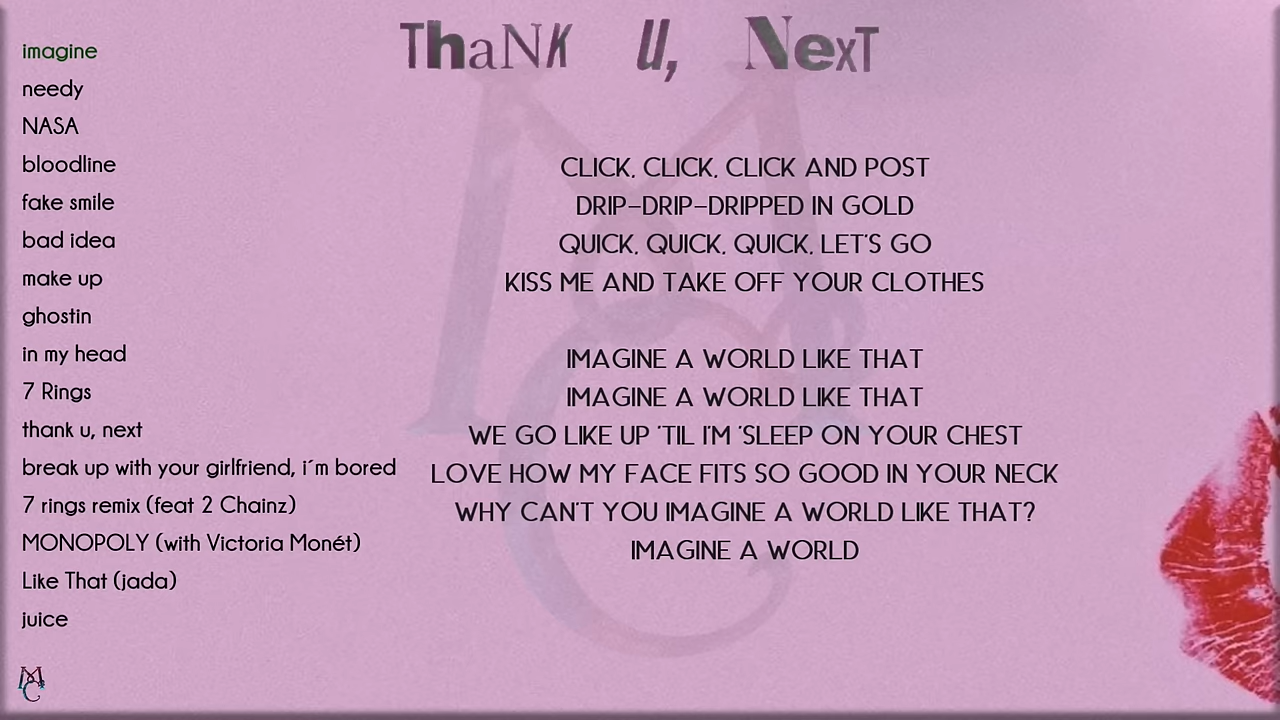 ThaNK U, NexT
imagine
needy
NASA
bloodline
fake smile
bad idea
make up
ghostin
in my head
7 Rings
thank u, next
break up with your girlfriend, i´m bored
7 rings remix (feat 2 Chainz)
MONOPOLY (with Victoria Monét)
Like That (jada)
juice
CLICK, CLICK, CLICK AND POST
DRIP-DRIP-DRIPPED IN GOLD
QUICK, QUICK, QUICK, LET'S GO
KISS ME AND TAKE OFF YOUR CLOTHES
IMAGINE A WORLD LIKE THAT
IMAGINE A WORLD LIKE THAT
WE GO LIKE UP 'TIL I'M 'SLEEP ON YOUR CHEST
LOVE HOW MY FACE FITS SO GOOD IN YOUR NECK
WHY CAN'T YOU IMAGINE A WORLD LIKE THAT?
IMAGINE A WORLD